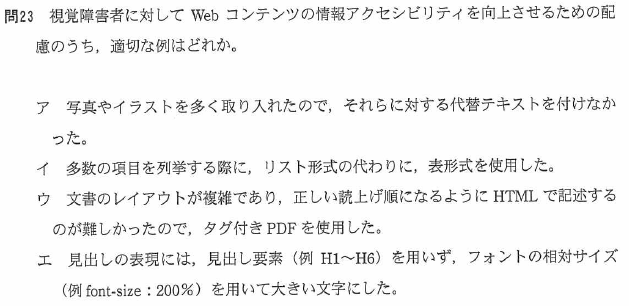 問23 視覚障害者に対して Web コンテンツの情報アクセシビリティを向上させるための配
慮のうち，適切な例はどれか。
ア 写真やイラストを多く取り入れたので，それらに対する代替テキストを付けなか
った。
イ 多数の項目を列挙する際に，リスト形式の代わりに，表形式を使用した。
ウ 文書のレイアウトが複雑であり，正しい読上げ順になるように HTML で記述する
のが難しかったので，タグ付き PDF を使用した。
エ 見出しの表現には，見出し要素（例 H1～H6）を用いず，フォントの相対サイズ
（例 font-size：200%）を用いて大きい文字にした。